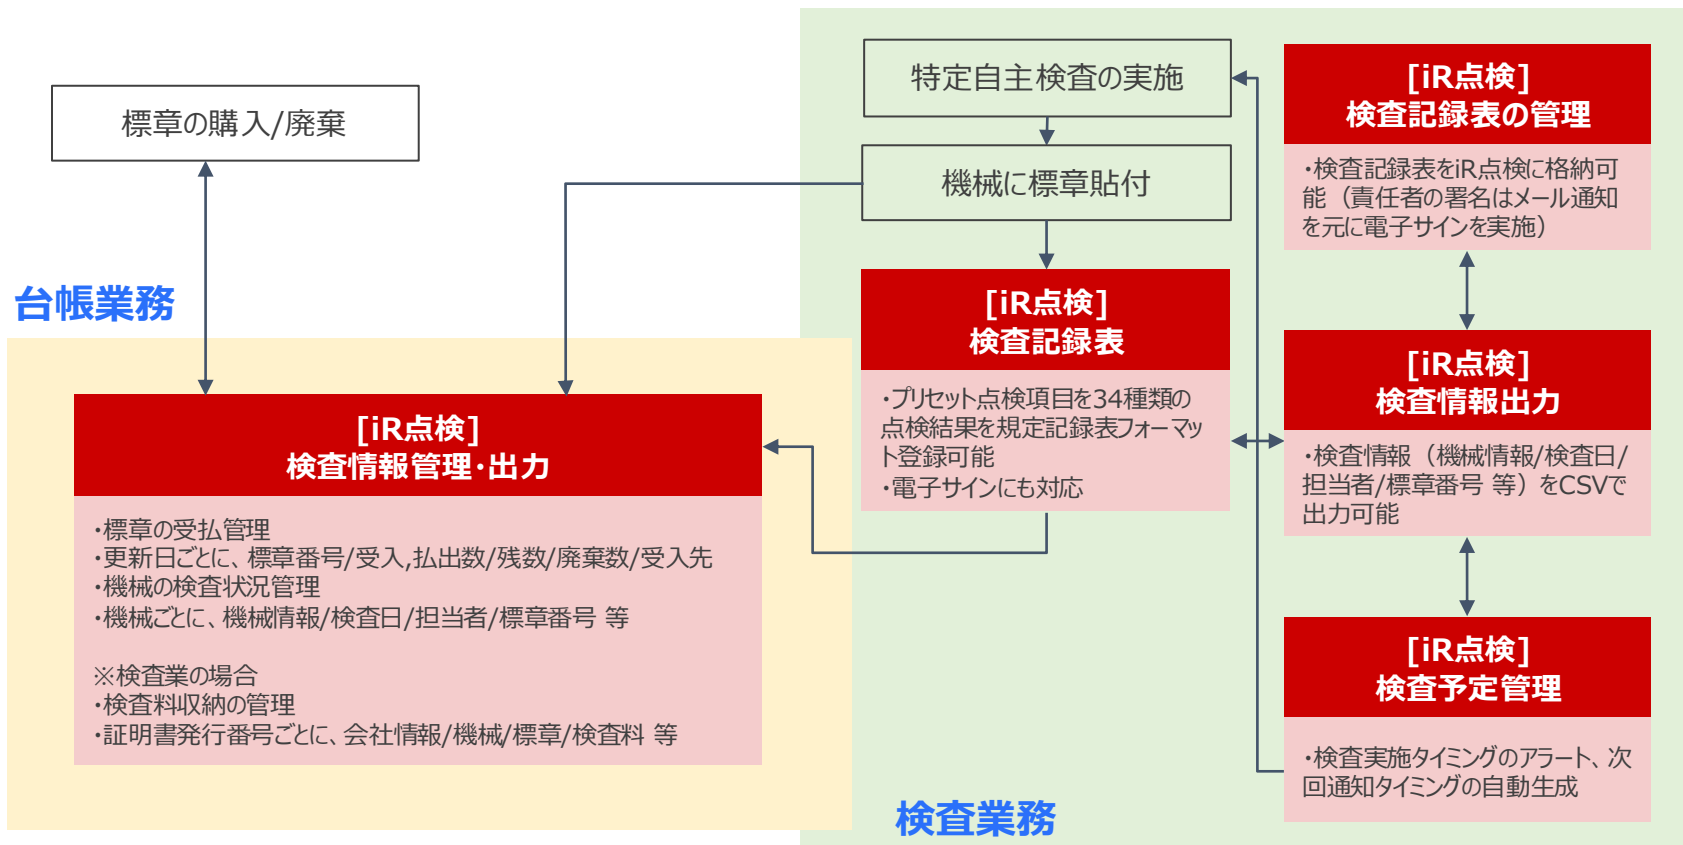 標章の購入/廃棄
台帳業務
[iR点検]
検査情報管理・出力
・標章の受払管理
・更新日ごとに、標章番号/受入,払出数/残数/廃棄数/受入先
・機械の検査状況管理
・機械ごとに、機械情報/検査日/担当者/標章番号 等
※検査業の場合
・検査料収納の管理
・証明書発行番号ごとに、会社情報/機械/標章/検査料 等
特定自主検査の実施
機械に標章貼付
[iR点検]
検査記録表
・プリセット点検項目を34種類の
点検結果を規定記録表フォーマッ
ト登録可能
・電子サインにも対応
[iR点検]
検査記録表の管理
・検査記録表をiR点検に格納可
能（責任者の署名はメール通知
を元に電子サインを実施）
[iR点検]
検査情報出力
・検査情報（機械情報/検査日/
担当者/標章番号 等）をCSVで
出力可能
[iR点検]
検査予定管理
・検査実施タイミングのアラート、次
回通知タイミングの自動生成
検査業務